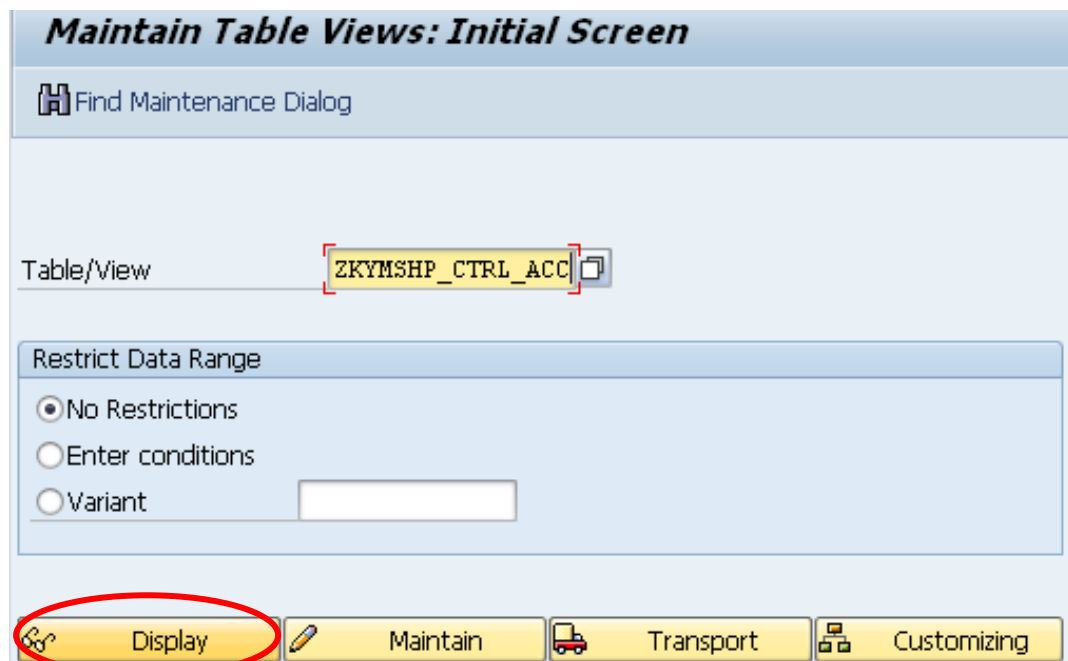 Maintain Table Views: Initial Screen
Find Maintenance Dialog
Table/View ZKYMSHP_CTRL_ACC
Restrict Data Range
No Restrictions
Enter conditions
Variant
Display Maintain Transport Customizing